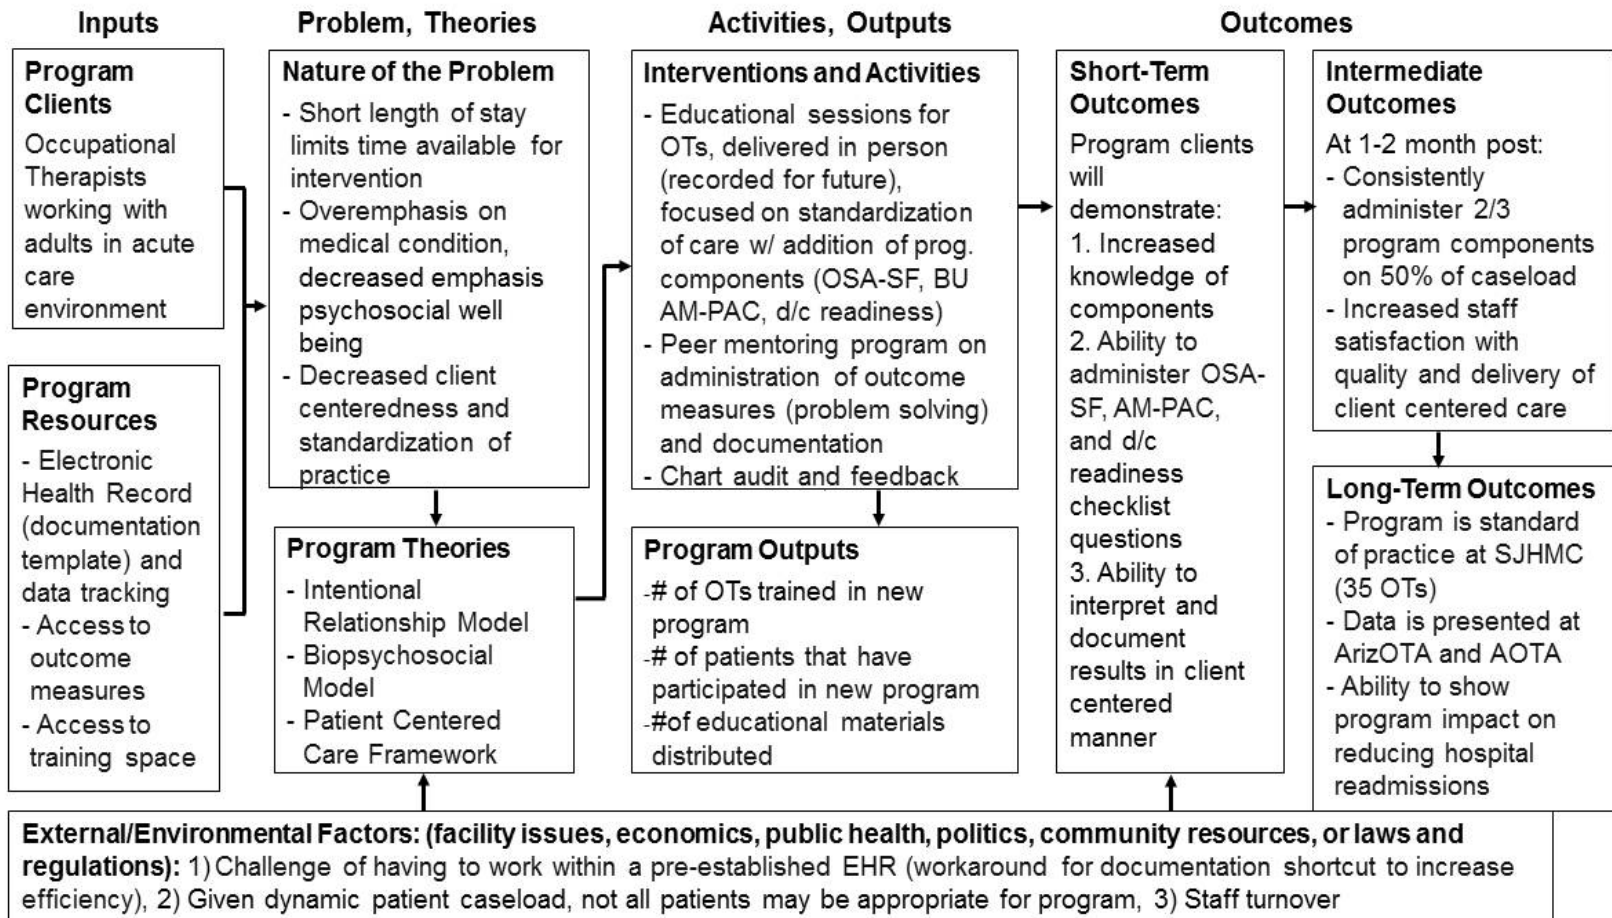 Inputs
Problem, Theories
Activities, Outputs
Outcomes
Program
Clients
Occupational
Therapists
working with
adults in acute
care
environment
Program
Resources
- Electronic
Health Record
(documentation
template) and
data tracking
- Access to
outcome
measures
- Access to
training space
Nature of the Problem
- Short length of stay
limits time available for
intervention
- Overemphasis on
medical condition,
decreased emphasis
psychosocial well
being
- Decreased client
centeredness and
standardization of
practice
Program Theories
- Intentional
Relationship Model
- Biopsychosocial
Model
- Patient Centered
Care Framework
Interventions and Activities
- Educational sessions for
OTs, delivered in person
(recorded for future),
focused on standardization
of care w/ addition of prog.
components (OSA-SF, BU
AM-PAC, d/c readiness)
- Peer mentoring program on
administration of outcome
measures (problem solving)
and documentation
- Chart audit and feedback
Program Outputs
-# of OTs trained in new
program
-# of patients that have
participated in new program
-#of educational materials
distributed
Short-Term
Outcomes
Program clients
will
demonstrate:
1. Increased
knowledge of
components
2. Ability to
administer OSA-
SF, AM-PAC,
and d/c
readiness
checklist
questions
3. Ability to
interpret and
document
results in client
centered
manner
Intermediate
Outcomes
At 1-2 month post:
- Consistently
administer 2/3
program components
on 50% of caseload
- Increased staff
satisfaction with
quality and delivery of
client centered care
Long-Term Outcomes
- Program is standard
of practice at SJHMC
(35 OTs)
- Data is presented at
ArizOTA and AOTA
- Ability to show
program impact on
reducing hospital
readmissions
External/Environmental Factors: (facility issues, economics, public health, politics, community resources, or laws and
regulations): 1) Challenge of having to work within a pre-established EHR (workaround for documentation shortcut to increase
efficiency), 2) Given dynamic patient caseload, not all patients may be appropriate for program, 3) Staff turnover